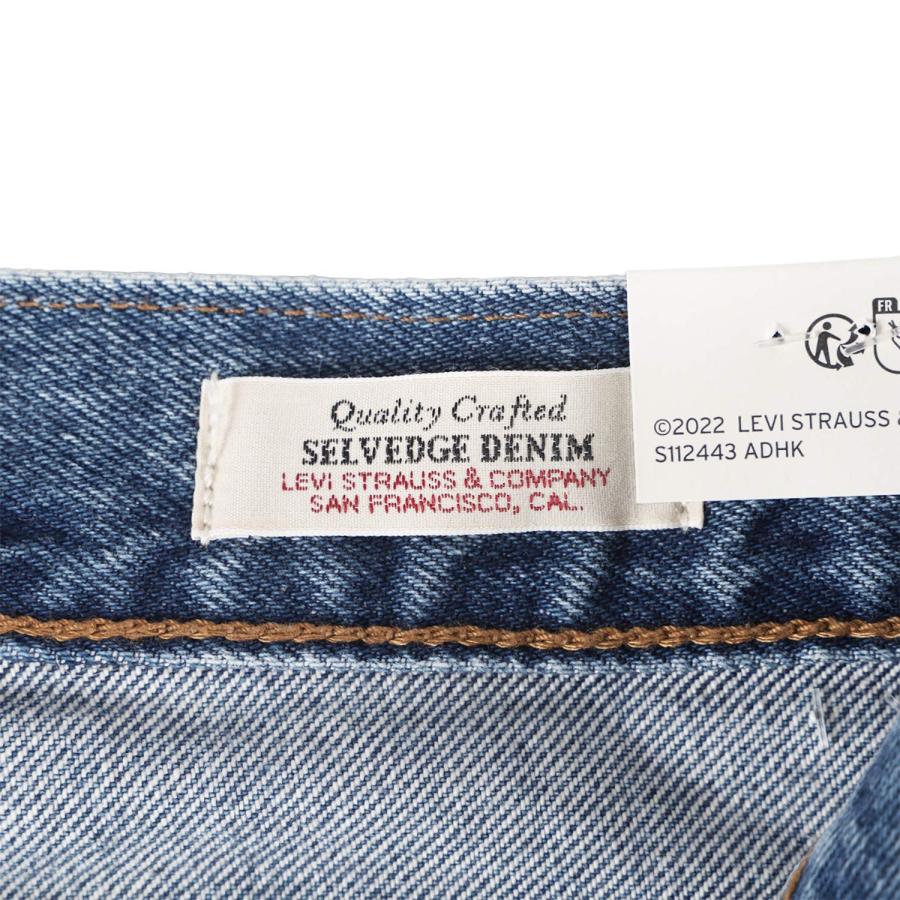 Quality Crafted
SELVEDGE DENIM
LEVI STRAUSS & COMPANY
SAN FRANCISCO, CAL.
FR
©2022 LEVI STRAUSS &
S112443 ADHK